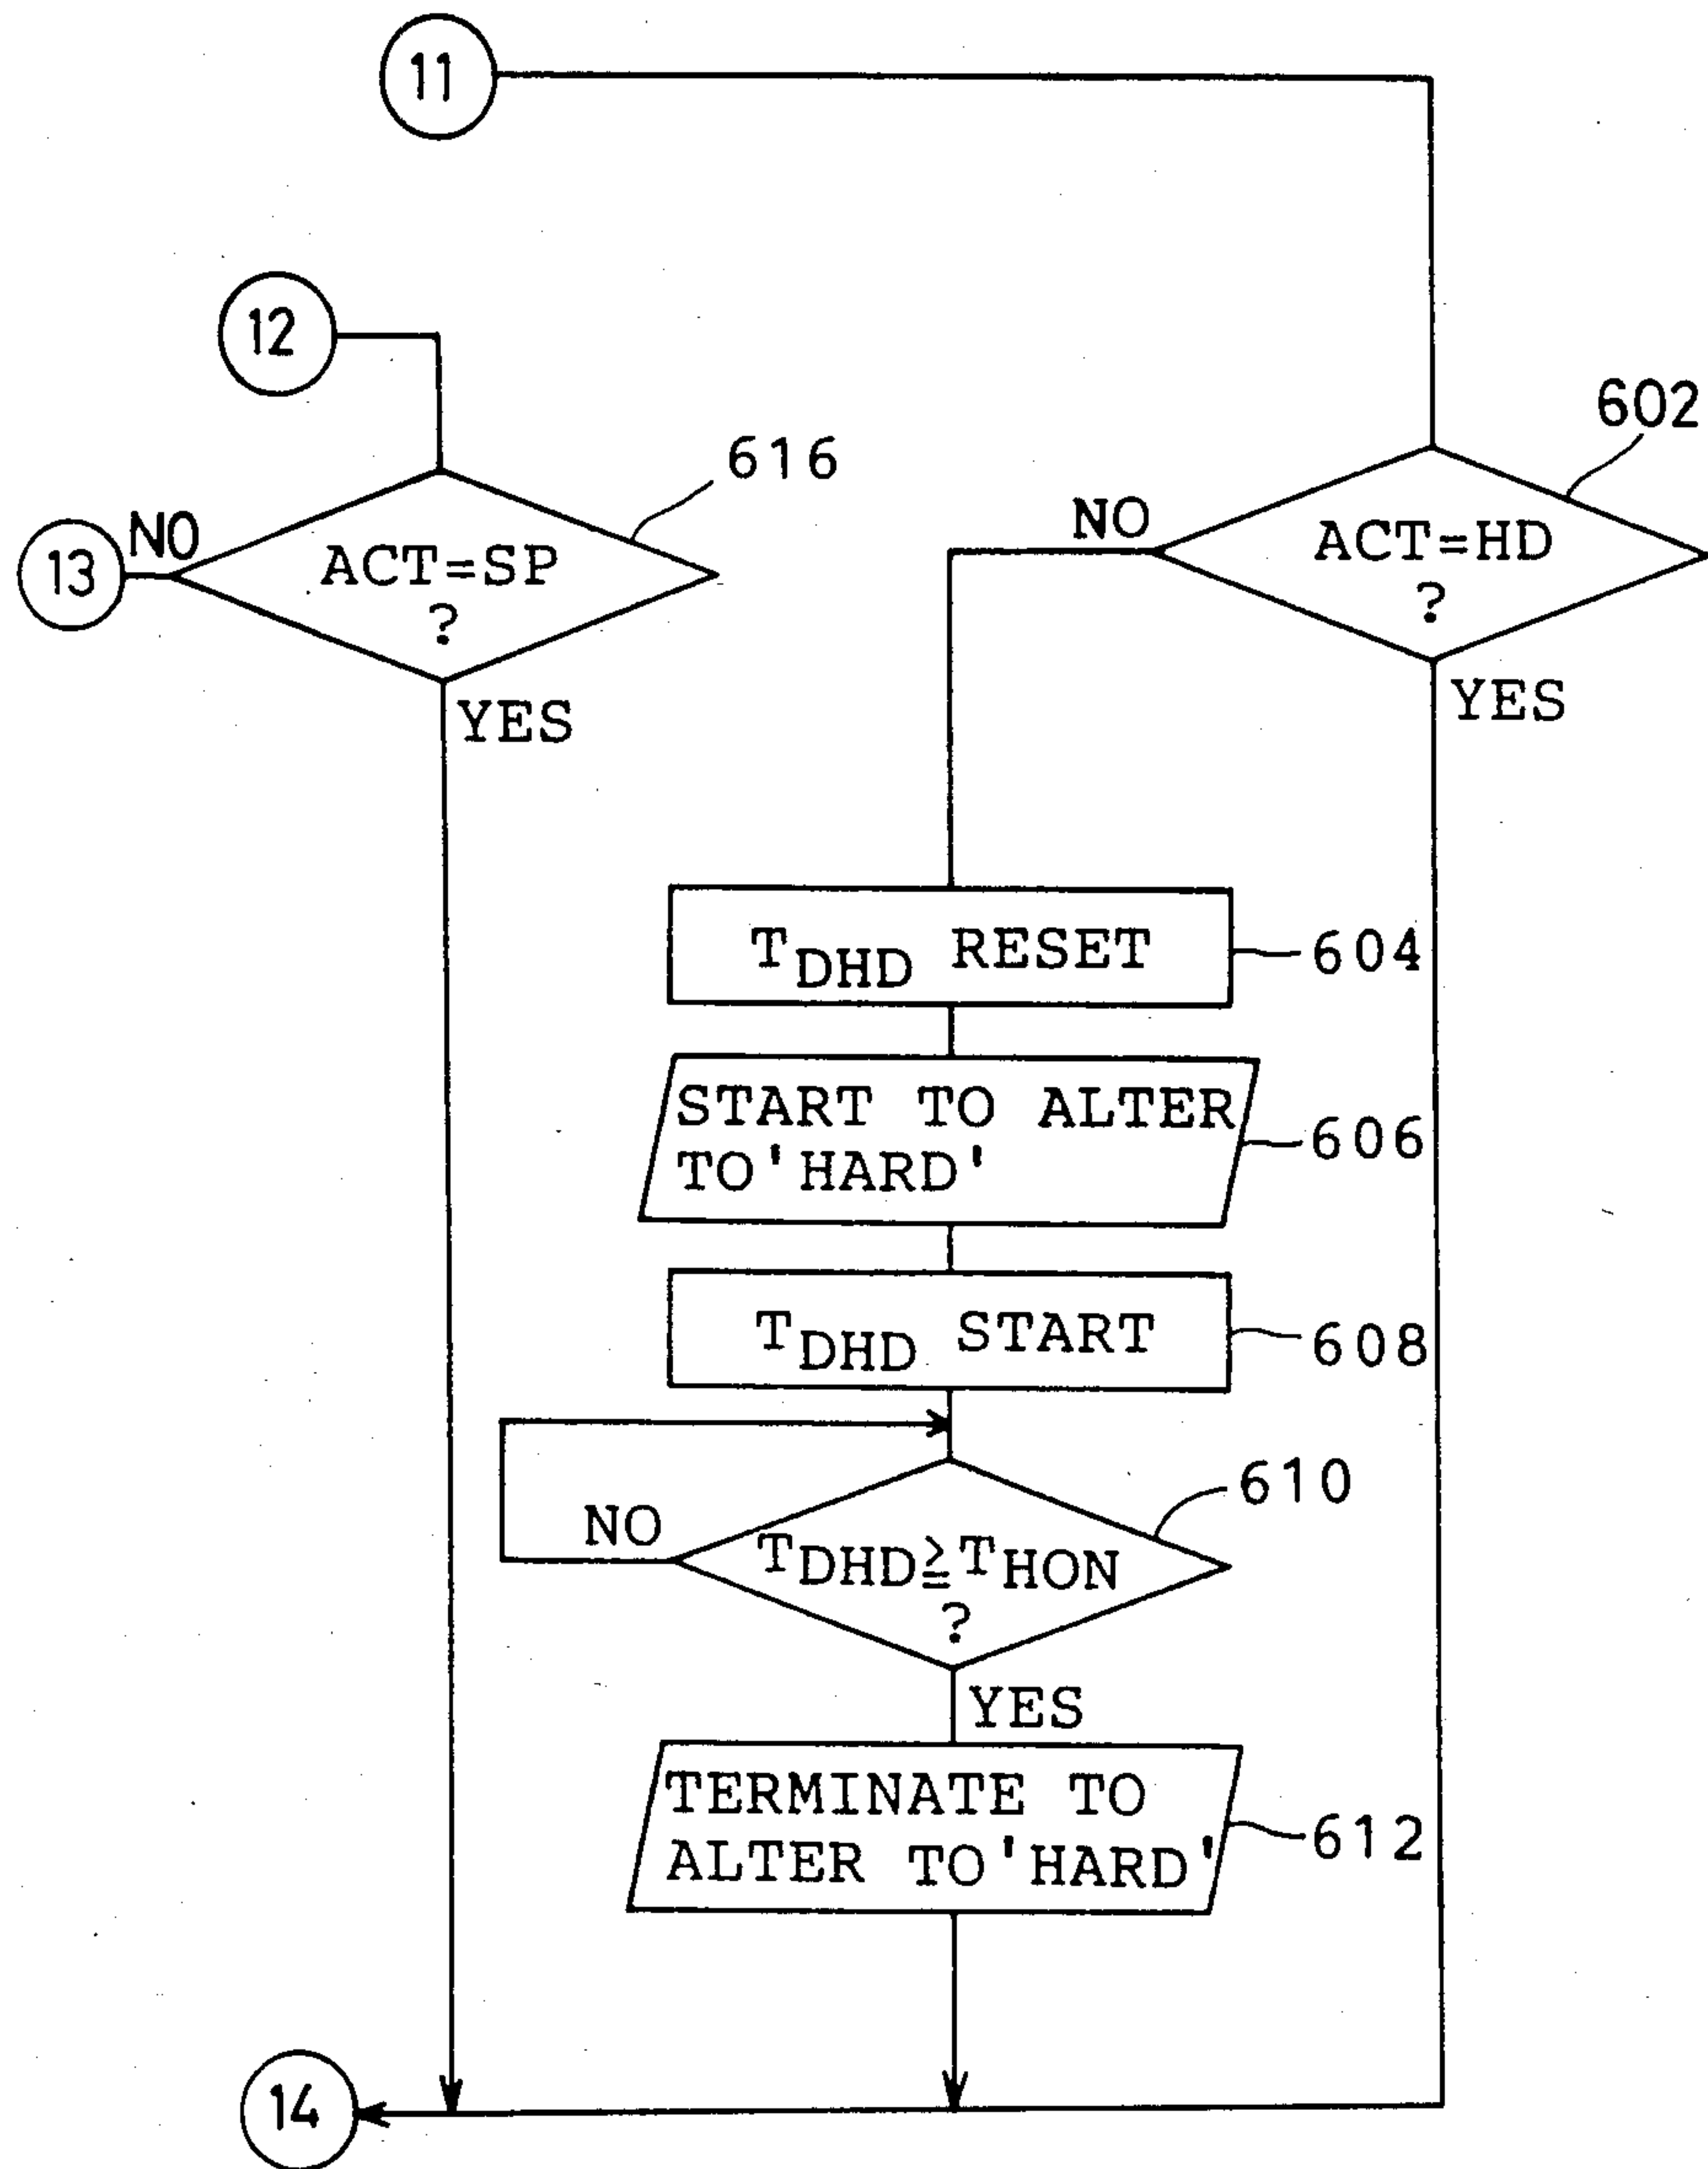 11
12
602
616
NO
ACT=HD
?
NO
13
ACT=SP
?
YES
YES
TDHD RESET
604
START TO ALTER
TO'HARD'
606
TDHD START
608
610
NO
TDHD≧THON
?
YES
TERMINATE TO
ALTER TO'HARD'
612
14